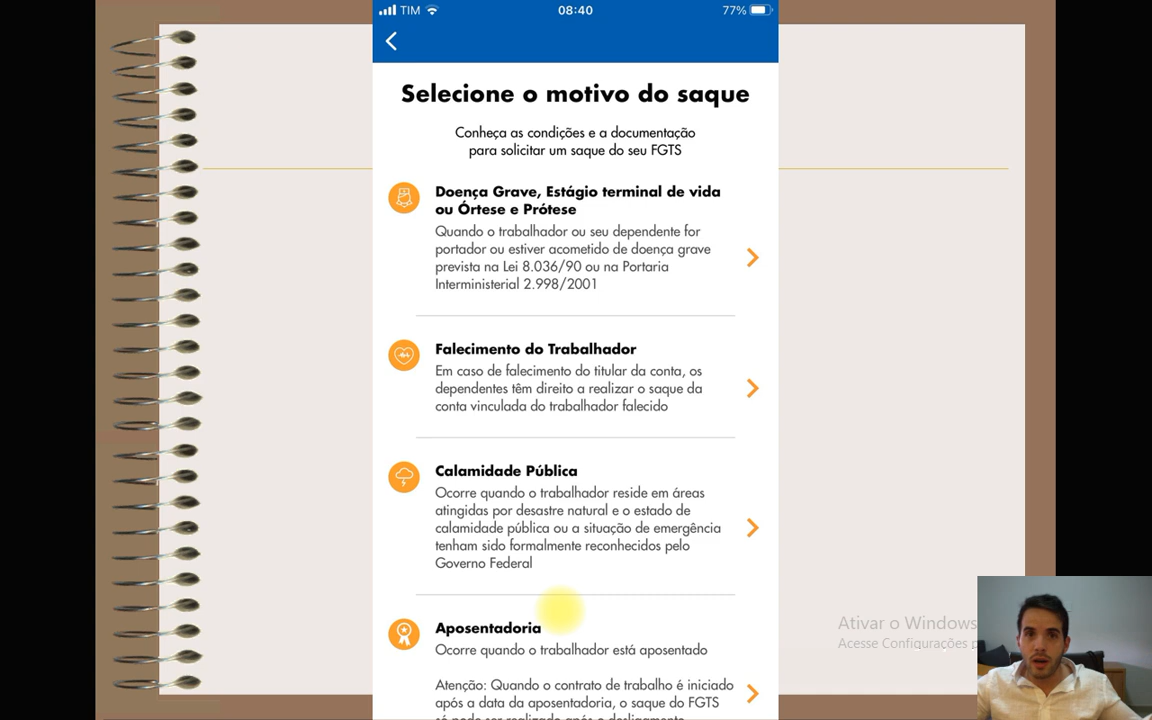 TIM 08:40 77%
Selecione o motivo do saque
Conheça as condições e a documentação
para solicitar um saque do seu FGTS
Doença Grave, Estágio terminal de vida
ou Órtese e Prótese
Quando o trabalhador ou seu dependente for
portador ou estiver acometido de doença grave
prevista na Lei 8.036/90 ou na Portaria
Interministerial 2.998/2001
Falecimento do Trabalhador
Em caso de falecimento do titular da conta, os
dependentes têm direito a realizar o saque da
conta vinculada do trabalhador falecido
Calamidade Pública
Ocorre quando o trabalhador reside em áreas
atingidas por desastre natural e o estado de
calamidade pública ou a situação de emergência
tenham sido formalmente reconhecidos pelo
Governo Federal
Aposentadoria
Ocorre quando o trabalhador está aposentado
Atenção: Quando o contrato de trabalho é iniciado
após a data da aposentadoria, o saque do FGTS
só pode ser realizado após o desligamento
Ativar o Windows
Acesse Configurações